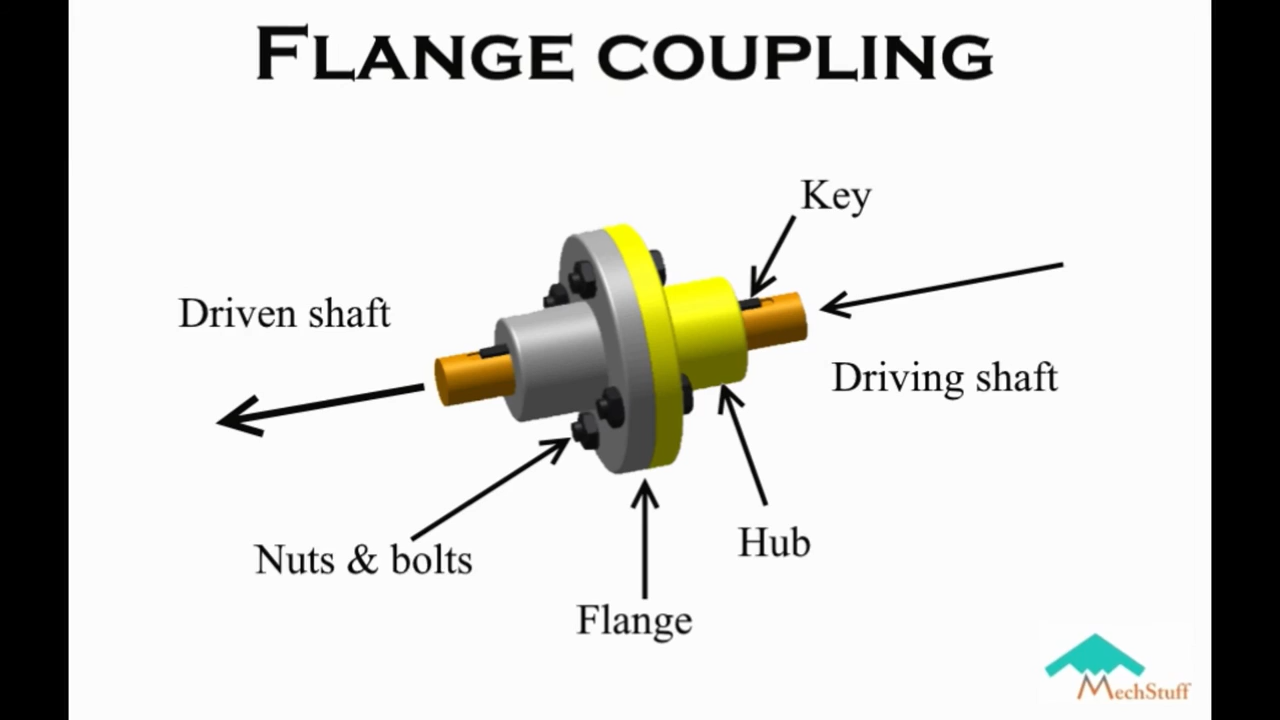 FLANGE COUPLING
Key
Driven shaft
Driving shaft
Nuts & bolts
Hub
Flange
MechStuff